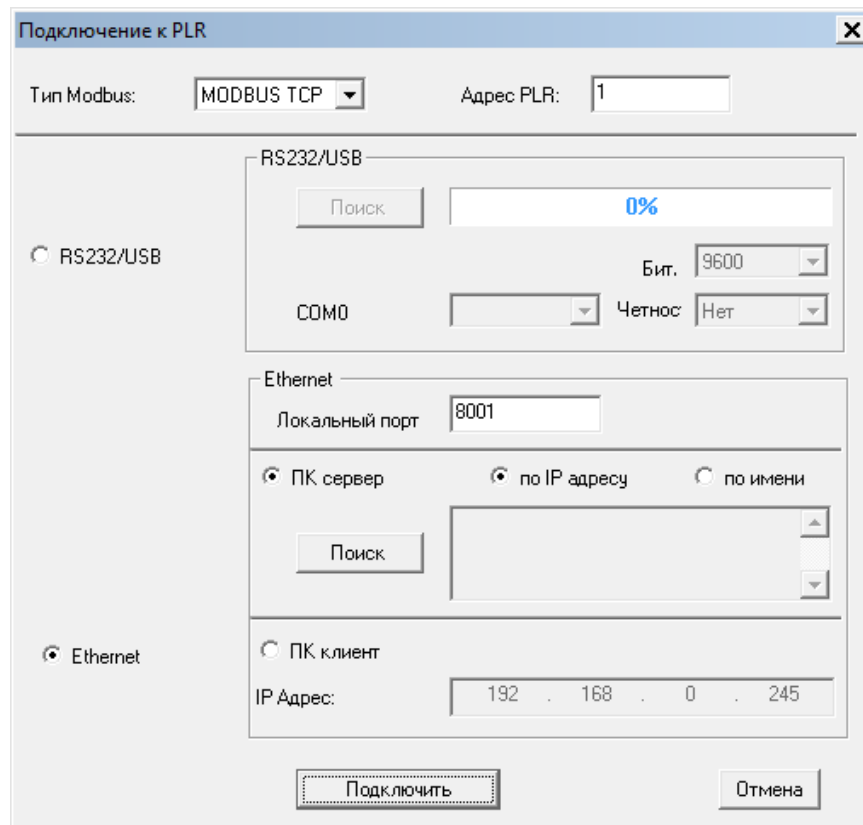 Подключение к PLR
Тип Modbus: MODBUS TCP Адрес PLR: 1
RS232/USB
Поиск 0%
RS232/USB
Бит. 9600
COM0 Четнос Нет
Ethernet
Локальный порт 8001
ПК сервер по IP адресу по имени
Поиск
Ethernet
ПК клиент
IP Адрес: 192 . 168 . 0 . 245
Подключить Отмена